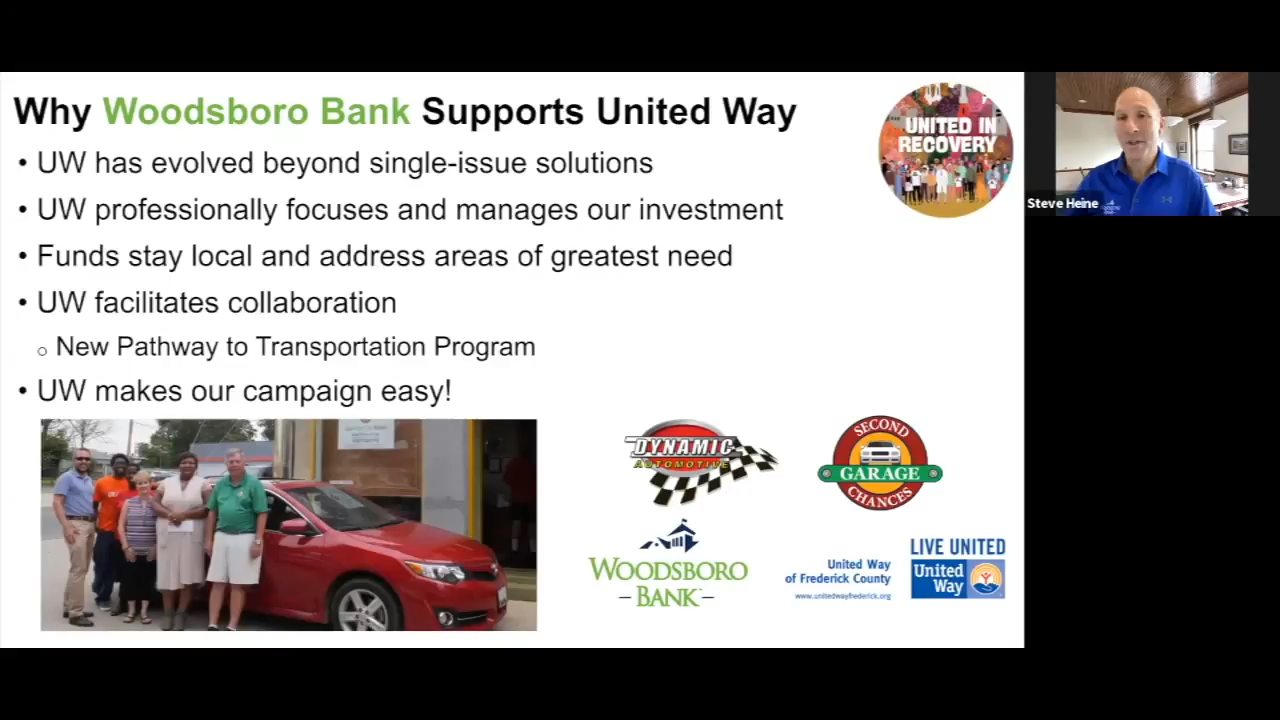 Why Woodsboro Bank Supports United Way
• UW has evolved beyond single-issue solutions
• UW professionally focuses and manages our investment
• Funds stay local and address areas of greatest need
• UW facilitates collaboration
○ New Pathway to Transportation Program
• UW makes our campaign easy!
UNITED IN
RECOVERY
Steve Heine
DYNAMIC
AUTOMOTIVE
SECOND
GARAGE
CHANCES
WOODSBORO
BANK
United Way
of Frederick County
www.unitedwayfrederick.org
LIVE UNITED
United
Way